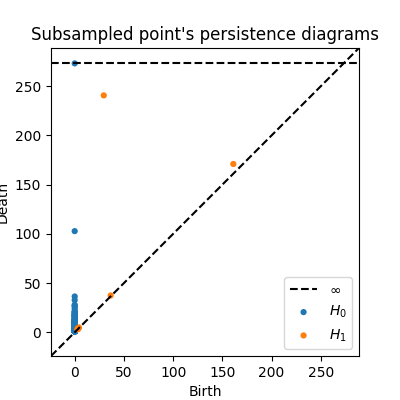 Subsampled point's persistence diagrams
Death
250
200
150
100
50
0
∞
H₀
H₁
0 50 100 150 200 250
Birth